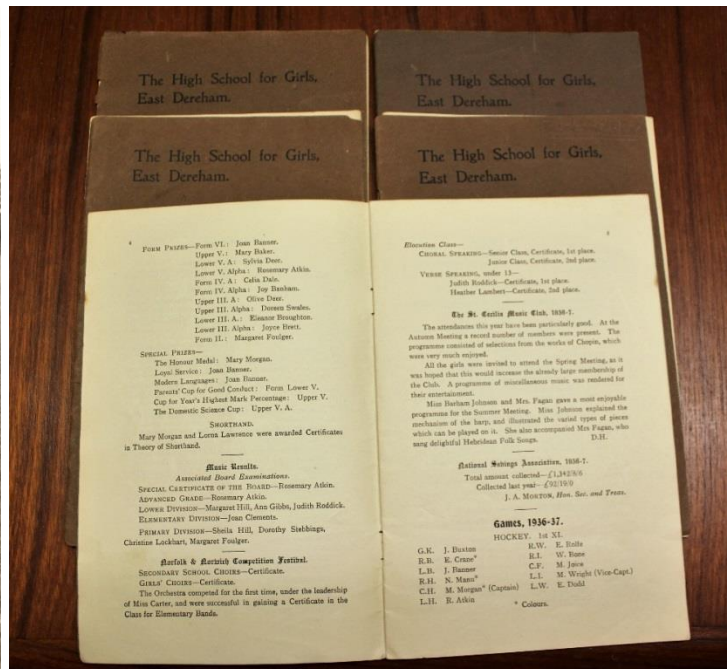 The High School for Girls,
East Dereham.
The High School for Girls,
East Dereham.
The High School for Girls,
East Dereham.
The High School for Girls,
East Dereham.
4
FORM PRIZES—Form VI.: Joan Banner.
Upper V.: Mary Baker.
Lower V. A: Sylvia Deer.
Lower V. Alpha: Rosemary Atkin.
Form IV. A: Celia Dale.
Form IV. Alpha: Joy Banham.
Upper III. A: Olive Deer.
Upper III. Alpha: Doreen Swales.
Lower III. A.: Eleanor Broughton.
Lower III. Alpha: Joyce Brett.
Form II.: Margaret Foulger.
SPECIAL PRIZES—
The Honour Medal: Mary Morgan.
Loyal Service: Joan Banner.
Modern Languages: Joan Banner.
Parents' Cup for Good Conduct: Form Lower V.
Cup for Year's Highest Mark Percentage: Upper V.
The Domestic Science Cup: Upper V. A.
SHORTHAND.
Mary Morgan and Lorna Lawrence were awarded Certificates
in Theory of Shorthand.
Music Results.
Associated Board Examinations.
SPECIAL CERTIFICATE OF THE BOARD—Rosemary Atkin.
ADVANCED GRADE—Rosemary Atkin.
LOWER DIVISION—Margaret Hill, Ann Gibbs, Judith Roddick.
ELEMENTARY DIVISION—Joan Clements.
PRIMARY DIVISION—Sheila Hill, Dorothy Stebbings,
Christine Lockhart, Margaret Foulger.
Norfolk & Norwich Competition Festival.
SECONDARY SCHOOL CHOIRS—Certificate.
GIRLS' CHOIRS—Certificate.
The Orchestra competed for the first time, under the leadership
of Miss Carter, and were successful in gaining a Certificate in the
Class for Elementary Bands.
Elocution Class—
CHORAL SPEAKING—Senior Class, Certificate, 1st place.
Junior Class, Certificate, 2nd place.
VERSE SPEAKING, under 13—
Judith Roddick—Certificate, 1st place.
Heather Lambert—Certificate, 2nd place.
The St. Cecilia Music Club, 1936-7.
The attendances this year have been particularly good. At the
Autumn Meeting a record number of members were present. The
programme consisted of selections from the works of Chopin, which
were very much enjoyed.
All the girls were invited to attend the Spring Meeting, as it
was hoped that this would increase the already large membership of
the Club. A programme of miscellaneous music was rendered for
their entertainment.
Miss Barham Johnson and Mrs. Fagan gave a most enjoyable
programme for the Summer Meeting. Miss Johnson explained the
mechanism of the harp, and illustrated the varied types of pieces
which can be played on it. She also accompanied Mrs Fagan, who
sang delightful Hebridean Folk Songs. D.H.
National Savings Association, 1936-7.
Total amount collected—£1,342/8/0
Collected last year—£92/19/0
J. A. MORTON, Hon. Sec. and Treas.
Games, 1936-37.
HOCKEY. 1st XI.
G.K. J. Buxton R.W. E. Rolfe
R.B. E. Crane* R.I. W. Bone
L.B. J. Banner C.F. M. Juice
R.H. N. Mann* L.I. M. Wright (Vice-Capt.)
C.H. M. Morgan* (Captain) L.W. E. Dodd
L.H. R. Atkin * Colours.